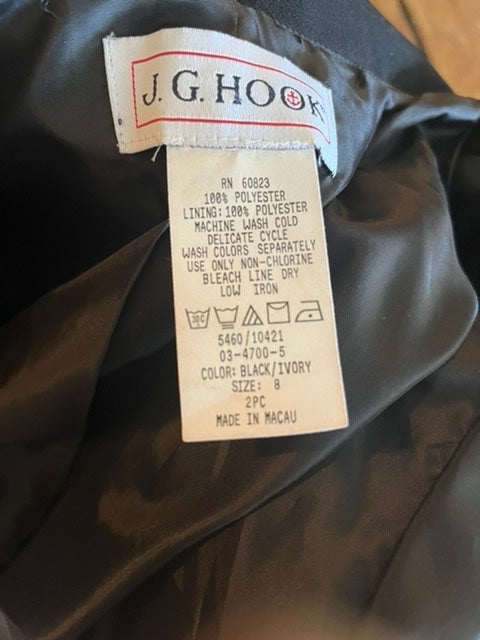 J. G. HOOK
RN 60823
100% POLYESTER
LINING: 100% POLYESTER
MACHINE WASH COLD
DELICATE CYCLE
WASH COLORS SEPARATELY
USE ONLY NON-CHLORINE
BLEACH LINE DRY
LOW IRON
30C
5460/10421
03-4700-5
COLOR: BLACK/IVORY
SIZE: 8
2PC
MADE IN MACAU